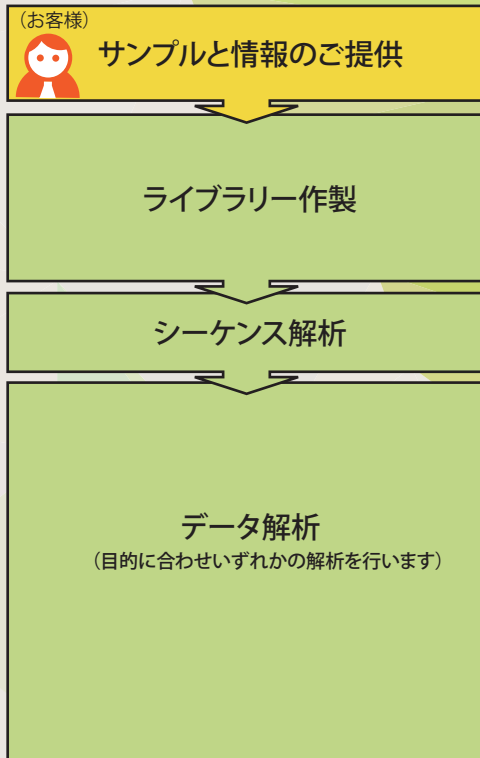 （お客様）
サンプルと情報のご提供
ライブラリー作製
シーケンス解析
データ解析
（目的に合わせいずれかの解析を行います）